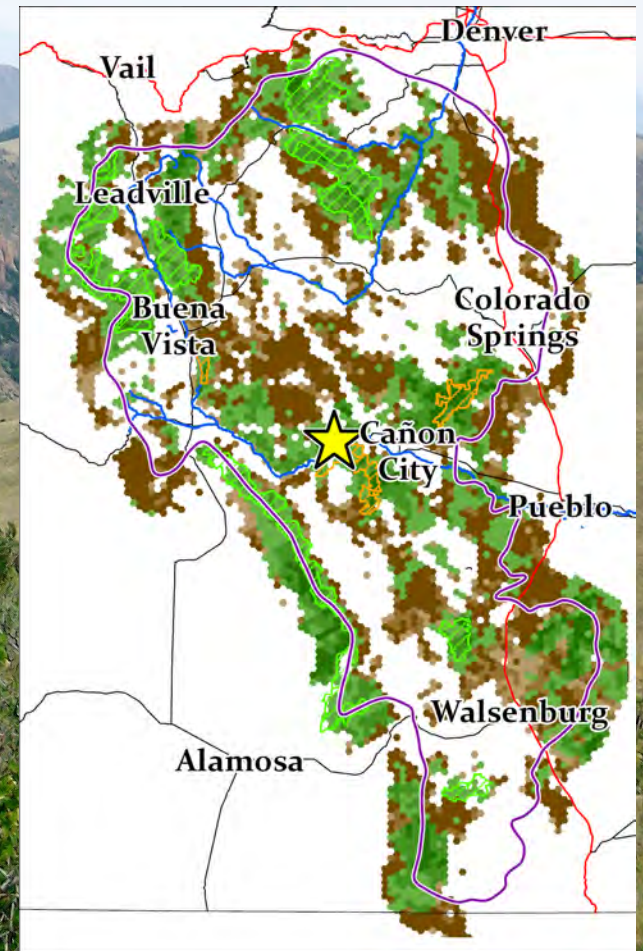 Denver
Vail
Leadville
Buena
Vista
Colorado
Springs
Cañon
City
Pueblo
Walsenburg
Alamosa